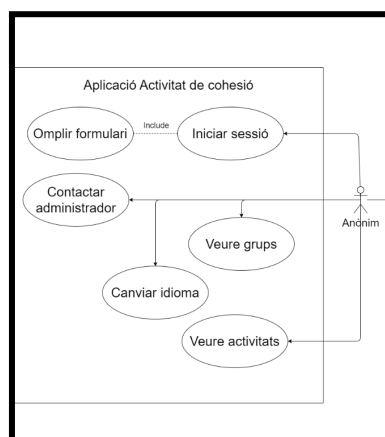 Aplicació Activitat de cohesió
Omplir formulari
Include
Iniciar sessió
Contactar
administrador
Anònim
Veure grups
Canviar idioma
Veure activitats